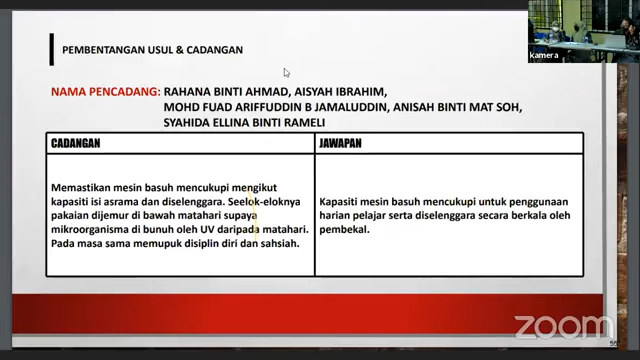 kamera
PEMBENTANGAN USUL & CADANGAN
NAMA PENCADANG: RAHANA BINTI AHMAD, AISYAH IBRAHIM,
MOHD FUAD ARIFFUDDIN B JAMALUDDIN, ANISAH BINTI MAT SOH,
SYAHIDA ELLINA BINTI RAMELI
CADANGAN
JAWAPAN
Memastikan mesin basuh mencukupi mengikut
kapasiti isi asrama dan diselenggara. Seelok-eloknya
pakaian dijemur di bawah matahari supaya
mikroorganisma di bunuh oleh UV daripada matahari.
Pada masa sama memupuk disiplin diri dan sahsiah.
Kapasiti mesin basuh mencukupi untuk penggunaan
harian pelajar serta diselenggara secara berkala oleh
pembekal.
zoom